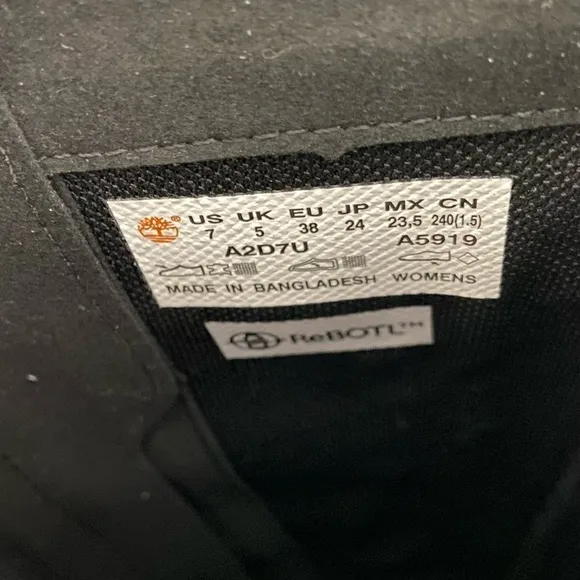 ® US UK EU JP MX CN
7 5 38 24 23,5 240(1.5)
A2D7U A5919
MADE IN BANGLADESH WOMENS
ReBOTL™